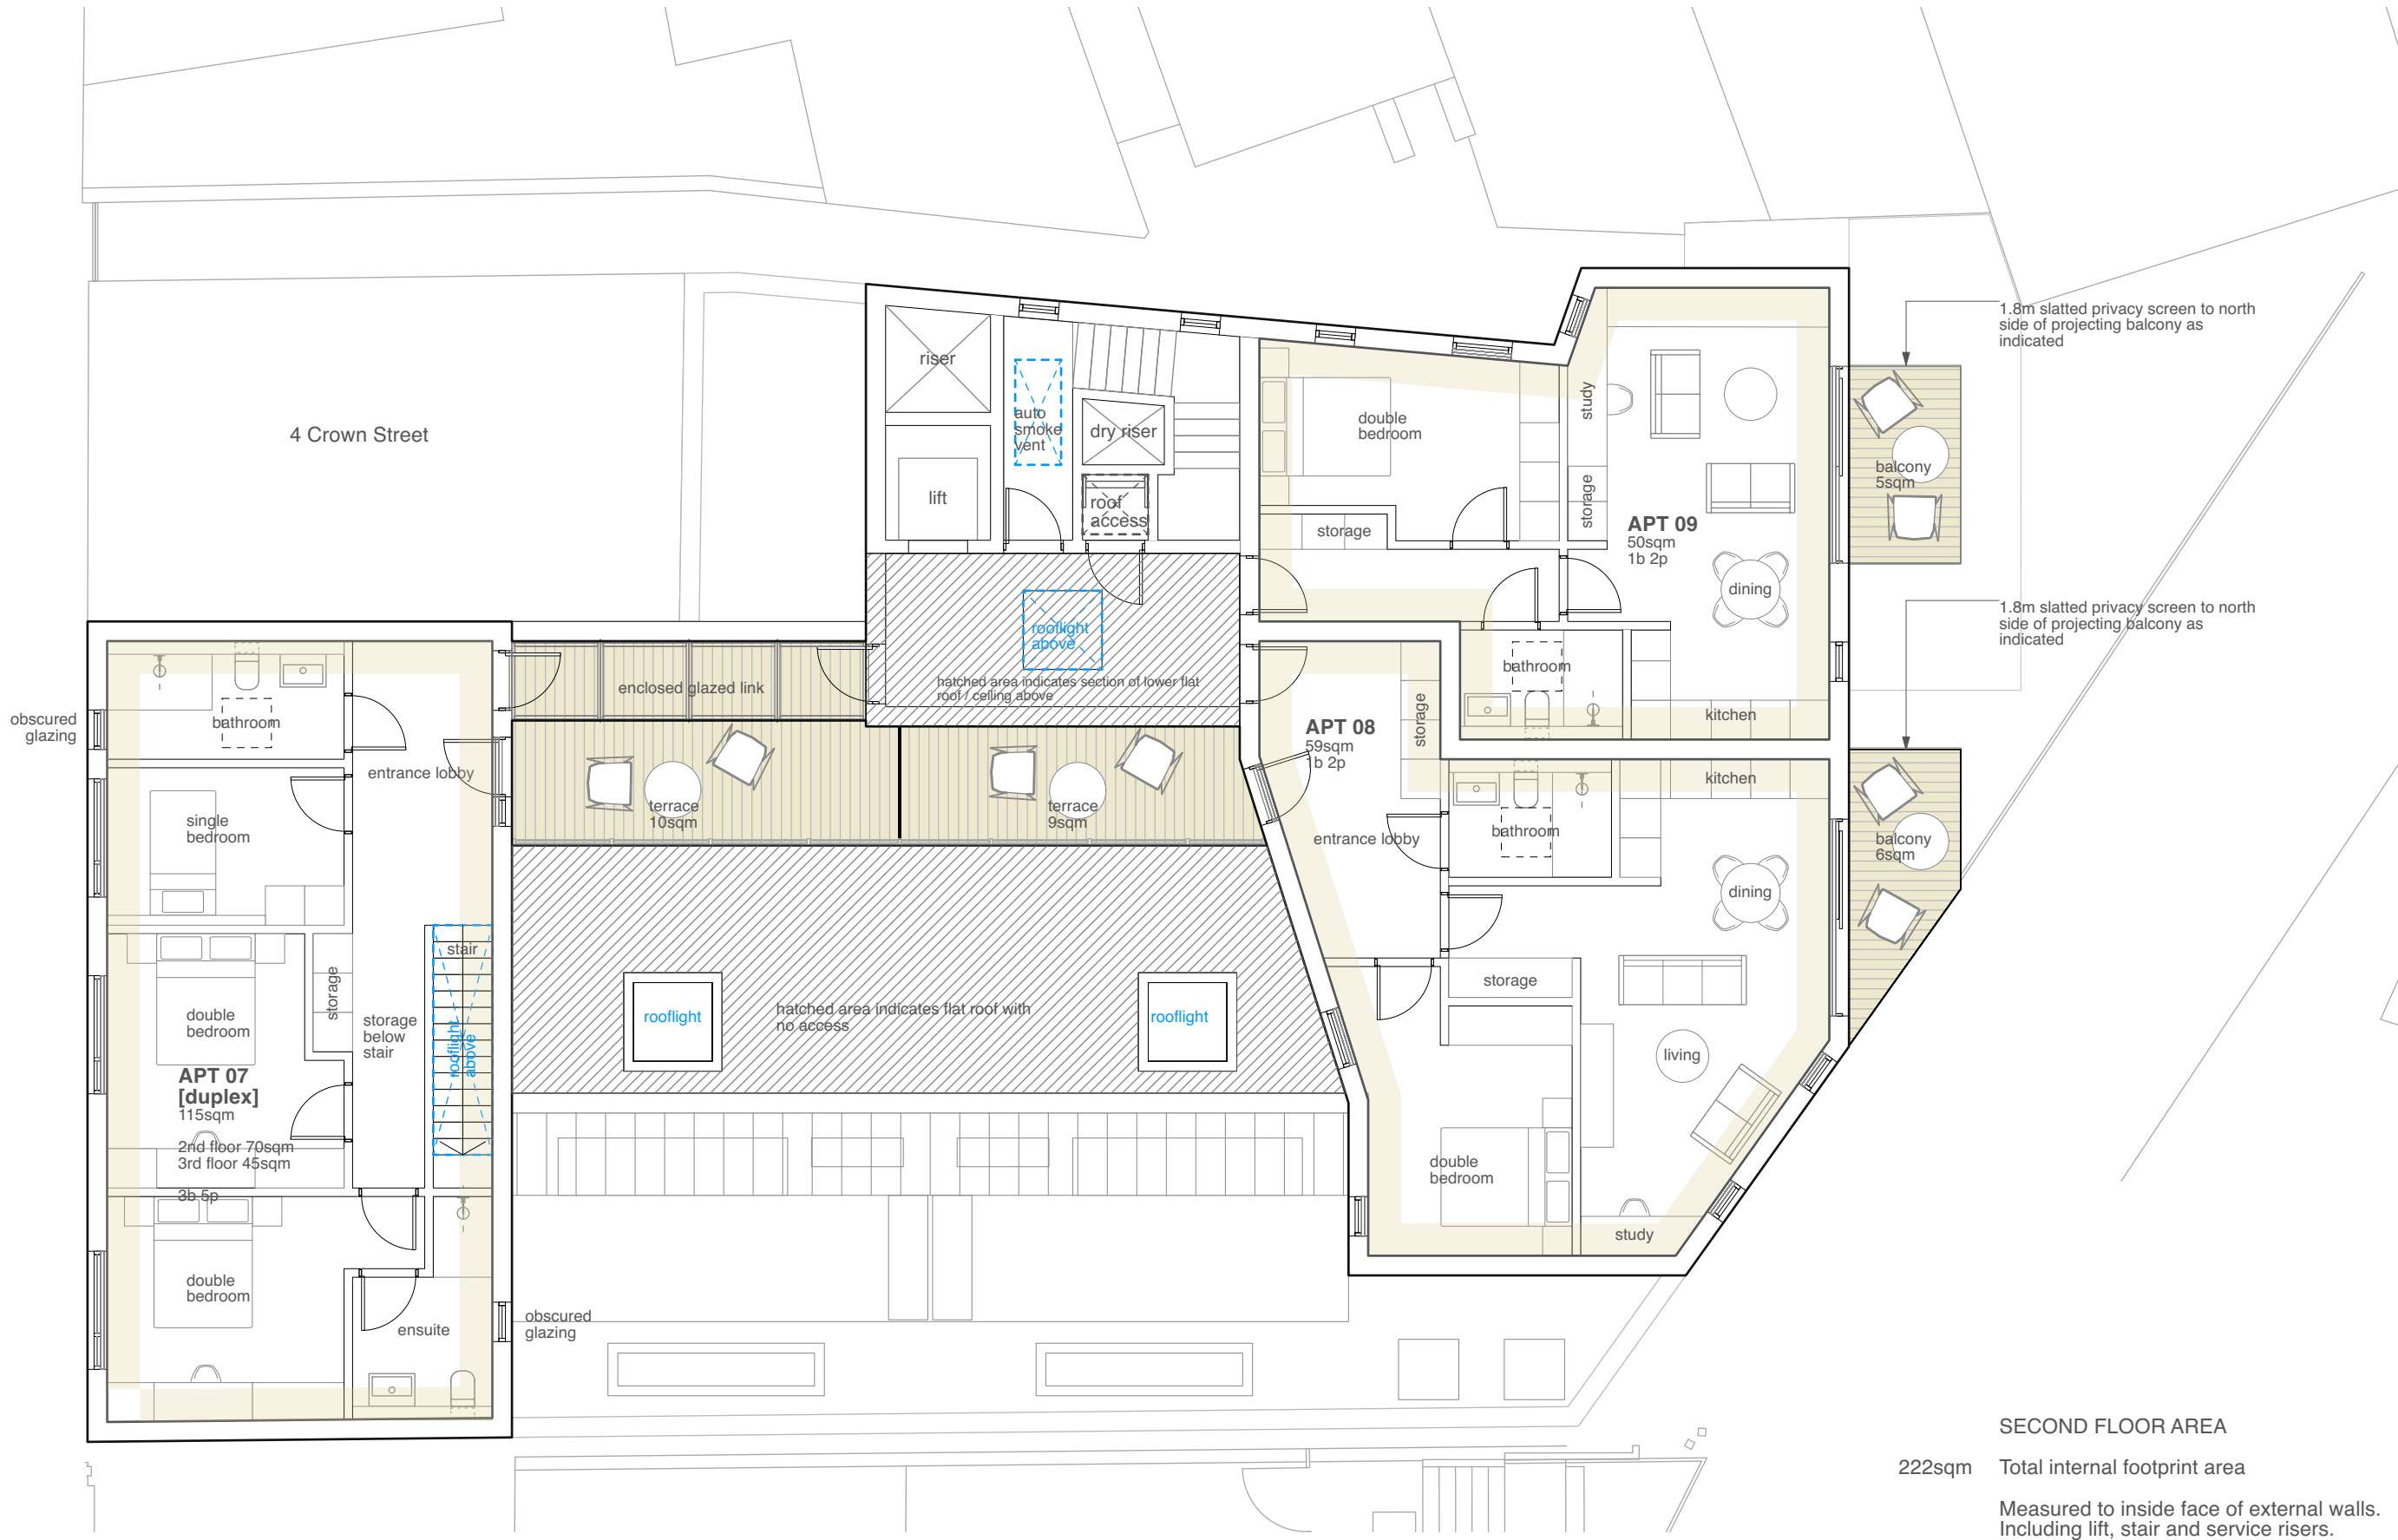 1.8m slatted privacy screen to north
side of projecting balcony as
indicated
riser
auto
smoke
vent
dry riser
lift
roof
access
4 Crown Street
double
bedroom
study
storage
storage
APT 09
50sqm
1b 2p
dining
balcony
5sqm
1.8m slatted privacy screen to north
side of projecting balcony as
indicated
rooflight
above
hatched area indicates section of lower flat
roof / ceiling above
enclosed glazed link
bathroom
kitchen
obscured
glazing
bathroom
entrance lobby
single
bedroom
terrace
10sqm
terrace
9sqm
APT 08
59sqm
1b 2p
storage
entrance lobby
bathroom
kitchen
dining
balcony
6sqm
stair
storage
double
bedroom
storage
below
stair
rooflight
above
rooflight
hatched area indicates flat roof with
no access
rooflight
storage
living
APT 07
[duplex]
115sqm
2nd floor 70sqm
3rd floor 45sqm
3b 5p
double
bedroom
study
double
bedroom
ensuite
obscured
glazing
SECOND FLOOR AREA
222sqm Total internal footprint area
Measured to inside face of external walls.
Including lift, stair and service risers.